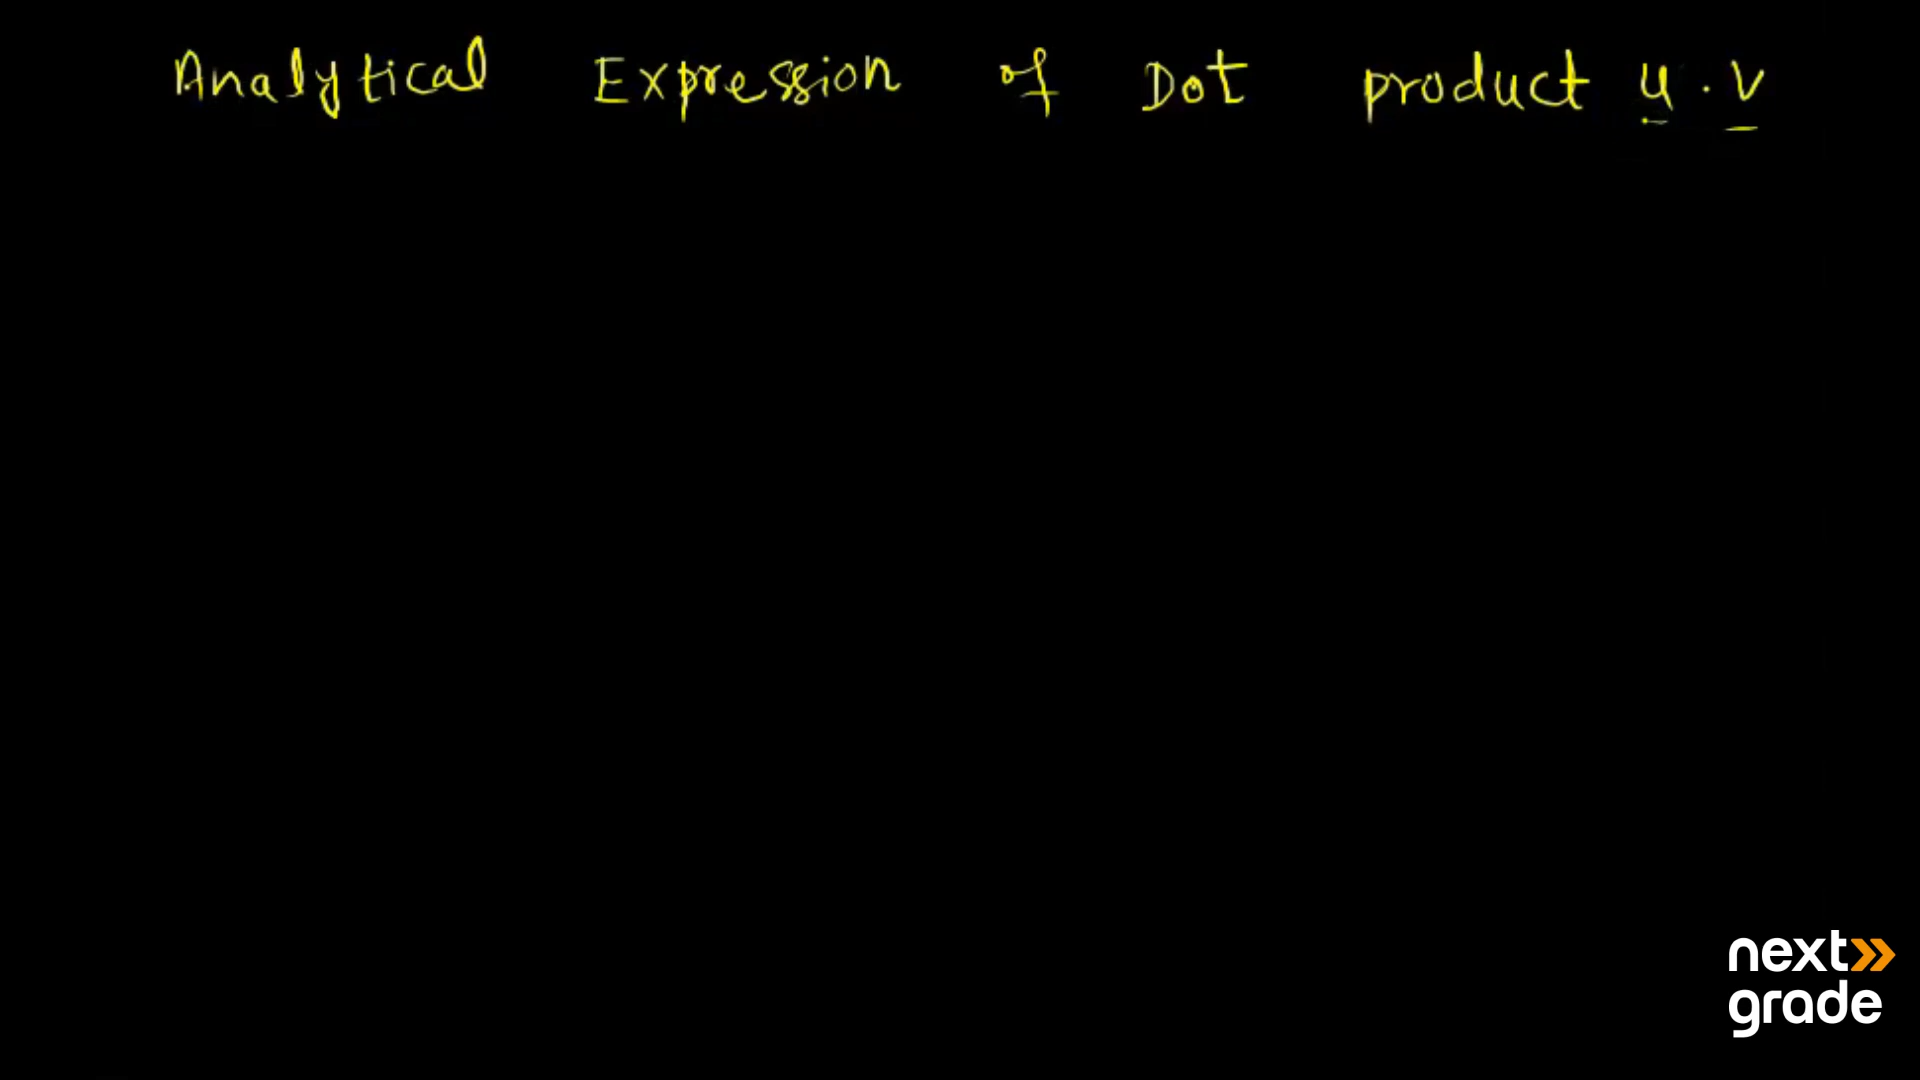 Analytical Expression of Dot product u . v
next
grade